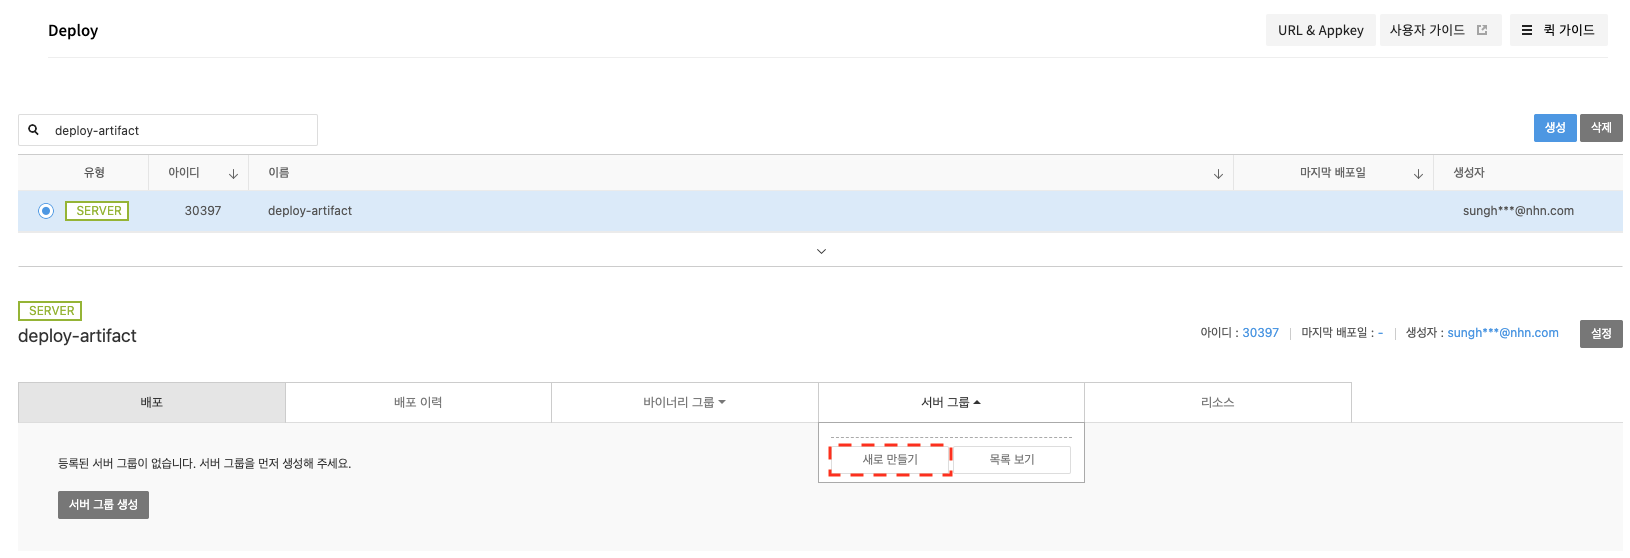 Deploy
URL & Appkey 사용자 가이드 퀵 가이드
deploy-artifact
생성 삭제
유형 아이디 이름 마지막 배포일 생성자
SERVER 30397 deploy-artifact sungh***@nhn.com
SERVER
deploy-artifact
아이디 : 30397 마지막 배포일 : - 생성자 : sungh***@nhn.com 설정
배포 배포 이력 바이너리 그룹 서버 그룹 리소스
새로 만들기 목록 보기
등록된 서버 그룹이 없습니다. 서버 그룹을 먼저 생성해 주세요.
서버 그룹 생성